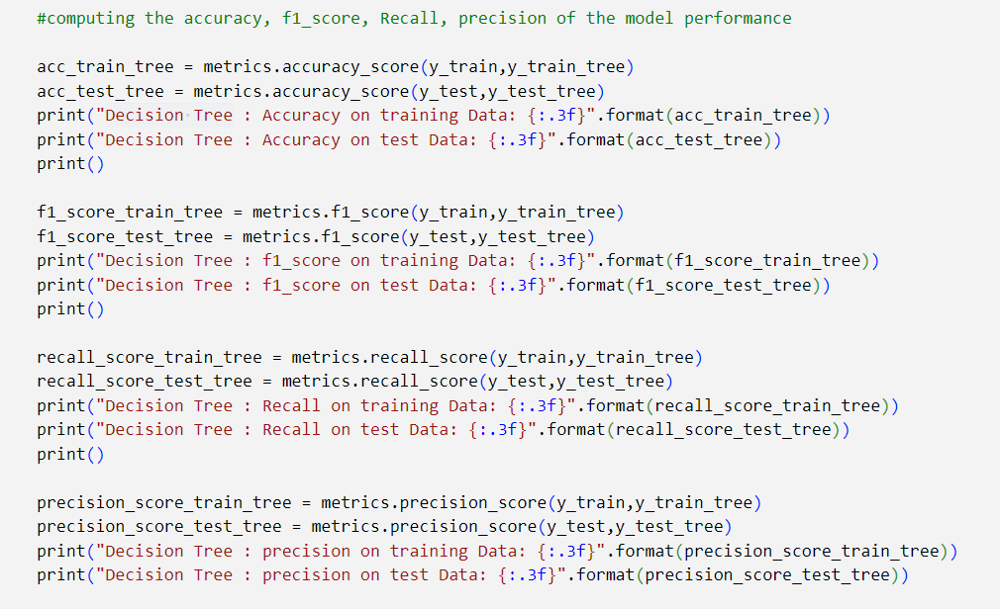 #computing the accuracy, f1_score, Recall, precision of the model performance
acc_train_tree = metrics.accuracy_score(y_train,y_train_tree)
acc_test_tree = metrics.accuracy_score(y_test,y_test_tree)
print("Decision Tree : Accuracy on training Data: {:.3f}".format(acc_train_tree))
print("Decision Tree : Accuracy on test Data: {:.3f}".format(acc_test_tree))
print()
f1_score_train_tree = metrics.f1_score(y_train,y_train_tree)
f1_score_test_tree = metrics.f1_score(y_test,y_test_tree)
print("Decision Tree : f1_score on training Data: {:.3f}".format(f1_score_train_tree))
print("Decision Tree : f1_score on test Data: {:.3f}".format(f1_score_test_tree))
print()
recall_score_train_tree = metrics.recall_score(y_train,y_train_tree)
recall_score_test_tree = metrics.recall_score(y_test,y_test_tree)
print("Decision Tree : Recall on training Data: {:.3f}".format(recall_score_train_tree))
print("Decision Tree : Recall on test Data: {:.3f}".format(recall_score_test_tree))
print()
precision_score_train_tree = metrics.precision_score(y_train,y_train_tree)
precision_score_test_tree = metrics.precision_score(y_test,y_test_tree)
print("Decision Tree : precision on training Data: {:.3f}".format(precision_score_train_tree))
print("Decision Tree : precision on test Data: {:.3f}".format(precision_score_test_tree))